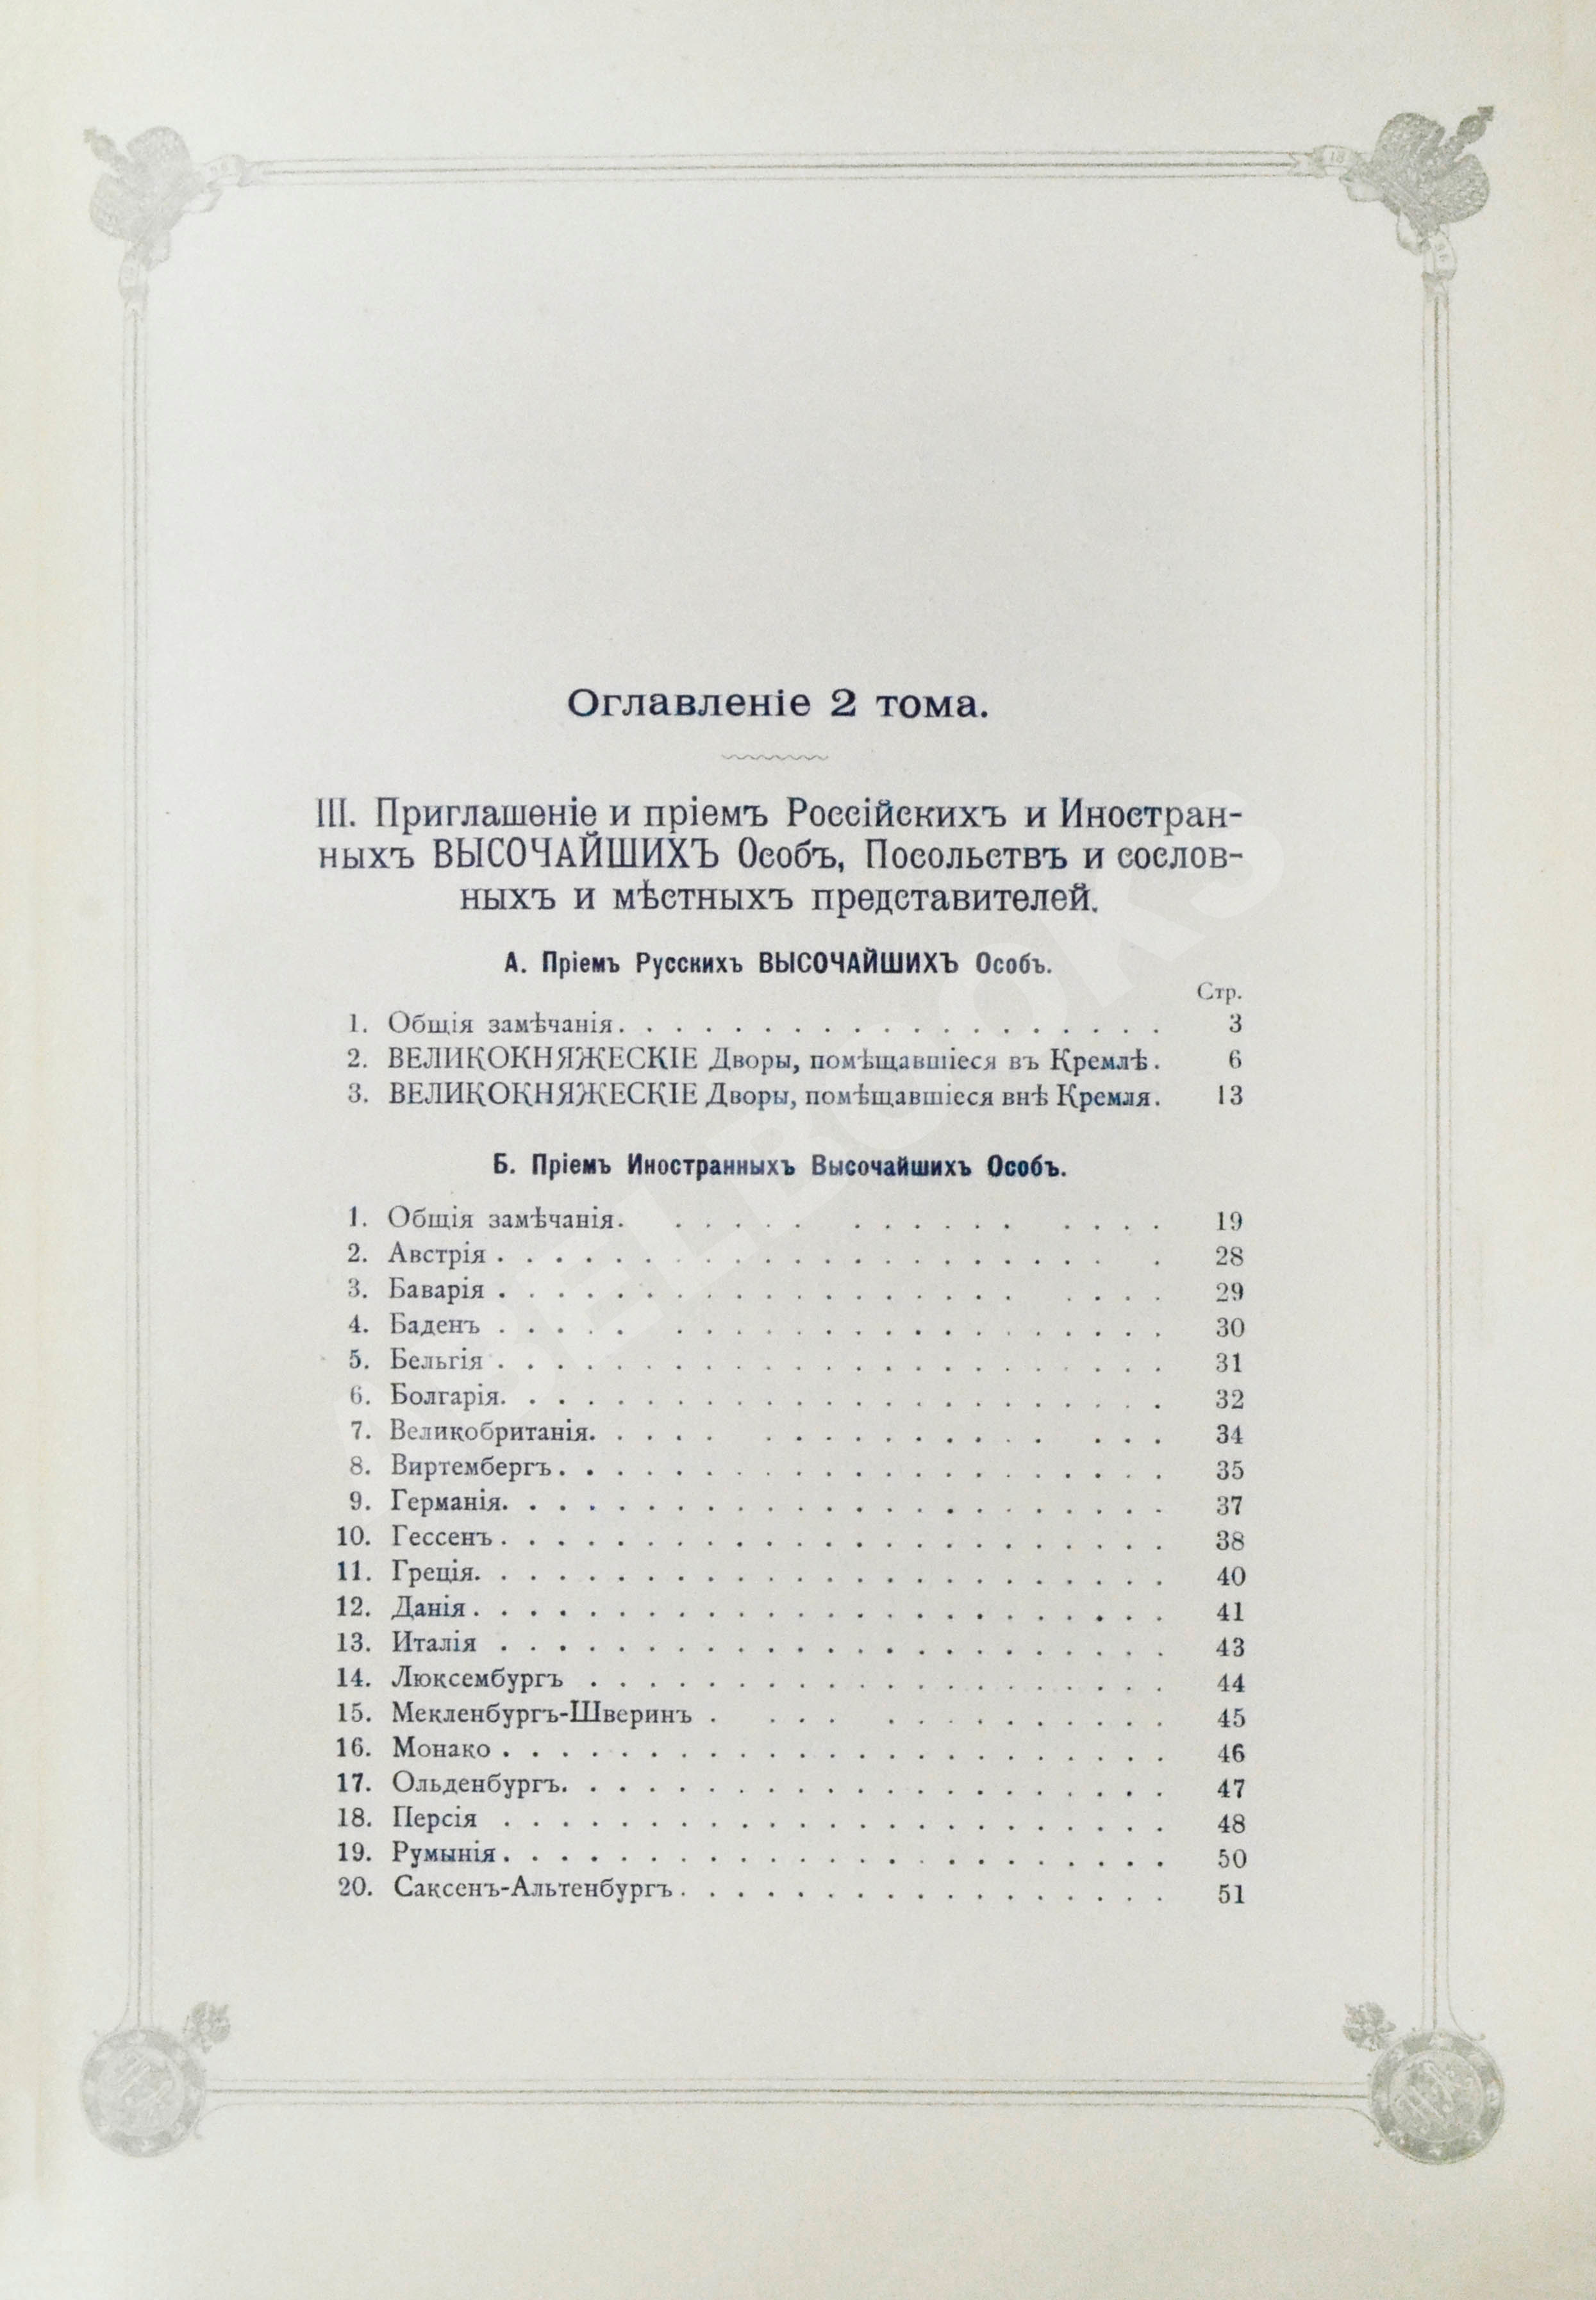 Оглавленіе 2 тома.
III. Приглашеніе и пріемъ Россійскихъ и Иностран-
ныхъ ВЫСОЧАЙШИХЪ Особъ, Посольствъ и сослов-
ныхъ и мѣстныхъ представителей.
А. Пріемъ Русскихъ ВЫСОЧАЙШИХЪ Особъ.
Стр.
1. Общія замѣчанія. 3
2. ВЕЛИКОКНЯЖЕСКІЕ Дворы, помѣщавшіеся въ Кремлѣ. 6
3. ВЕЛИКОКНЯЖЕСКІЕ Дворы, помѣщавшіеся внѣ Кремля. 13
Б. Пріемъ Иностранныхъ Высочайшихъ Особъ.
1. Общія замѣчанія. 19
2. Австрія 28
3. Баварія 29
4. Баденъ 30
5. Бельгія 31
6. Болгарія. 32
7. Великобританія. 34
8. Виртембергъ. 35
9. Германія. 37
10. Гессенъ. 38
11. Греція. 40
12. Данія. 41
13. Италія 43
14. Люксембургъ 44
15. Мекленбургъ-Шверинъ 45
16. Монако 46
17. Ольденбургъ. 47
18. Персія 48
19. Румынія. 50
20. Саксенъ-Альтенбургъ. 51